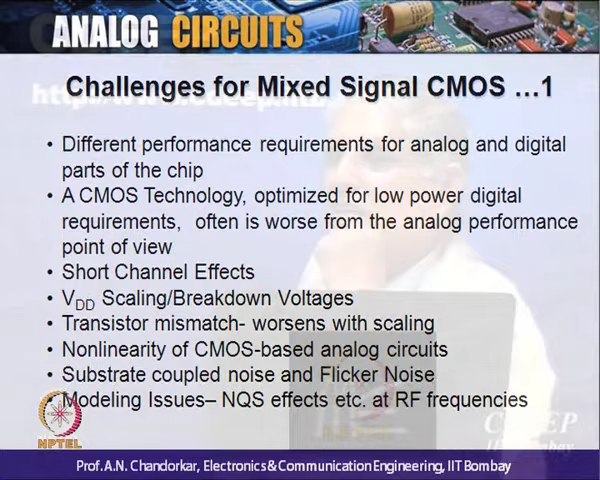 ANALOG CIRCUITS
Challenges for Mixed Signal CMOS …1
• Different performance requirements for analog and digital
parts of the chip
• A CMOS Technology, optimized for low power digital
requirements, often is worse from the analog performance
point of view
• Short Channel Effects
• VDD Scaling/Breakdown Voltages
• Transistor mismatch- worsens with scaling
• Nonlinearity of CMOS-based analog circuits
• Substrate coupled noise and Flicker Noise
• Modeling Issues– NQS effects etc. at RF frequencies
NPTEL
Prof.A.N. Chandorkar, Electronics & Communication Engineering, IIT Bombay